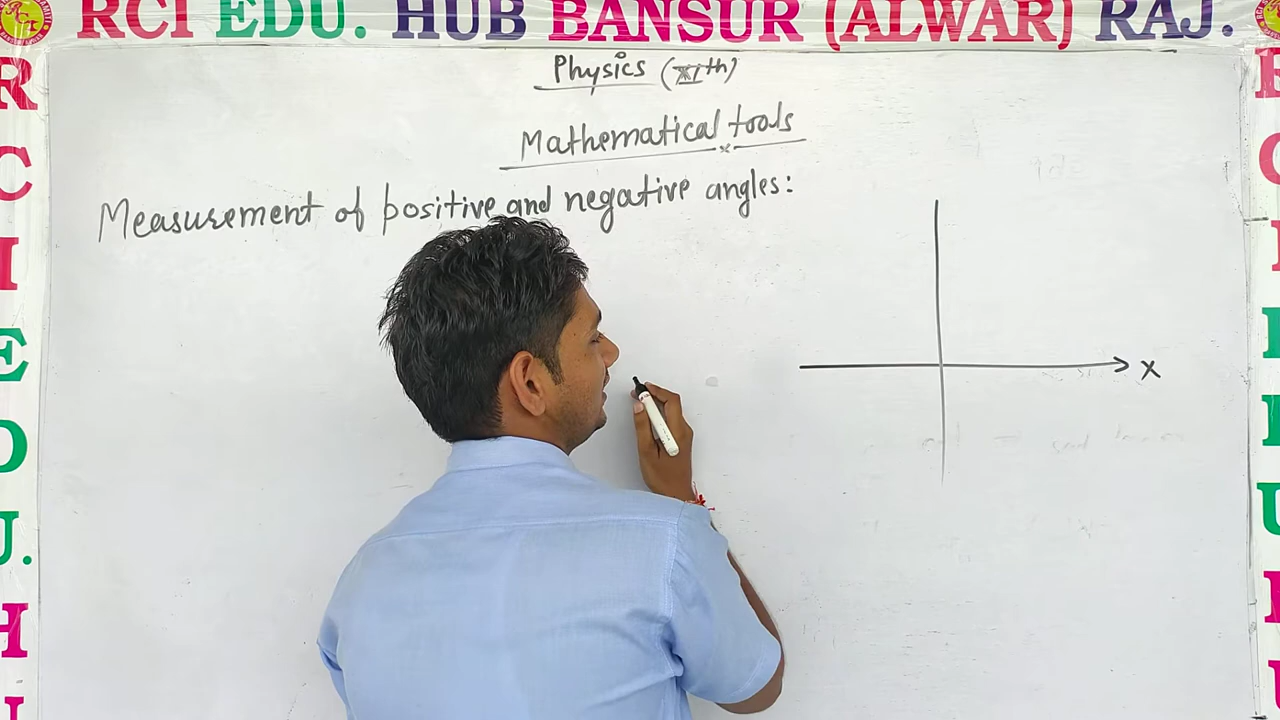 RCI EDU. HUB BANSUR (ALWAR) RAJ.
Physics (XIth)
Mathematical tools
Measurement of positive and negative angles:
X
R
C
I
E
D
U.
H